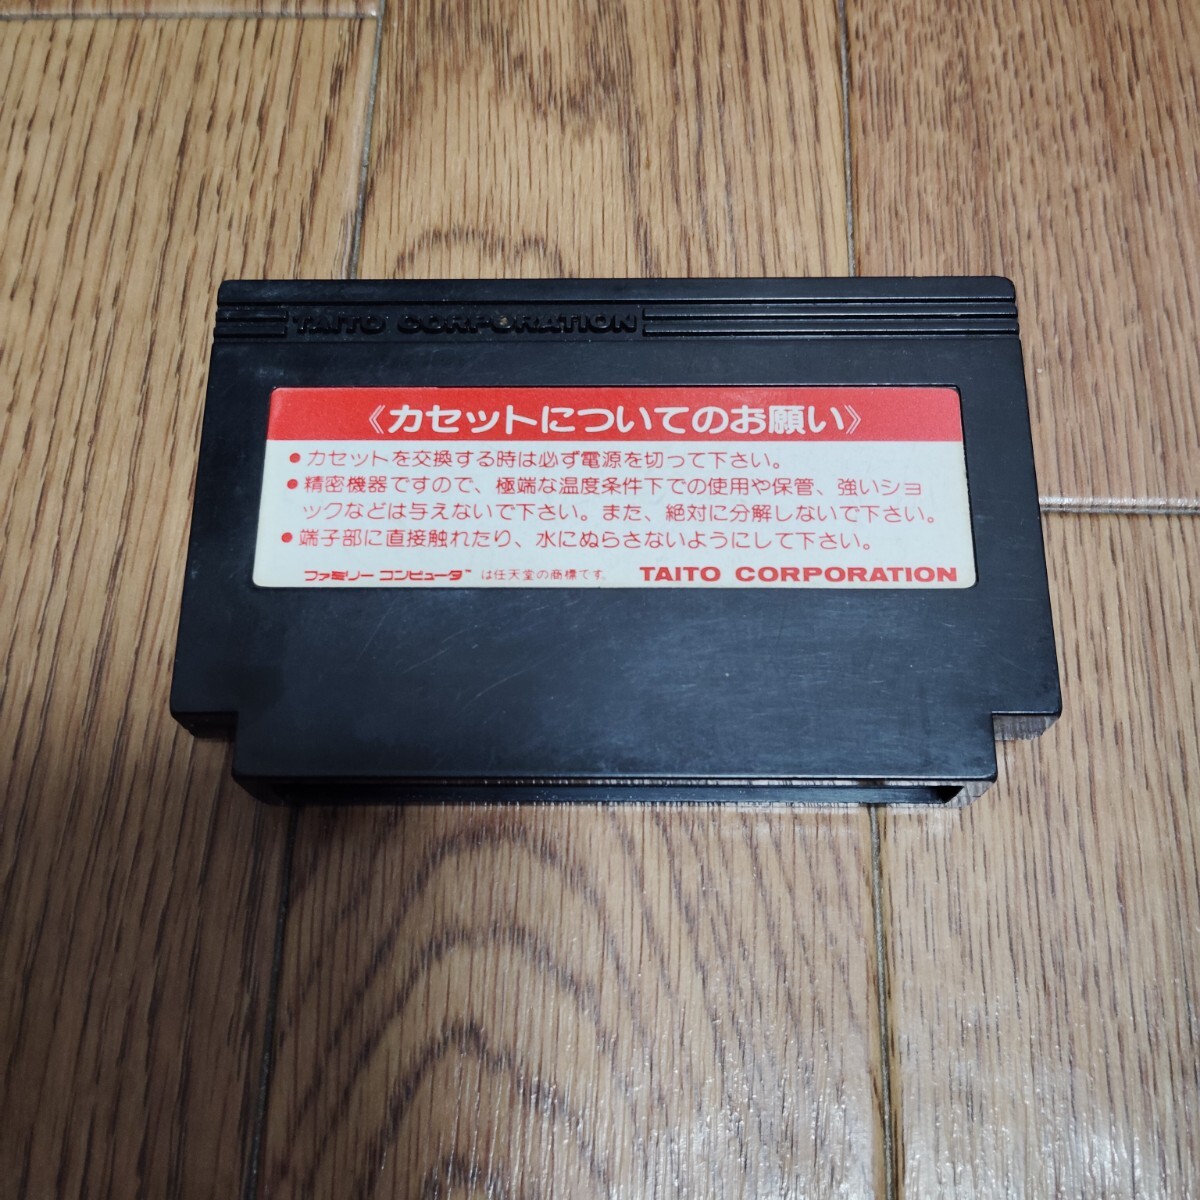 TAITO CORPORATION
《カセットについてのお願い》
●カセットを交換する時は必ず電源を切って下さい。
●精密機器ですので、極端な温度条件下での使用や保管、強いショ
ックなどは与えないで下さい。また、絶対に分解しないで下さい。
●端子部に直接触れたり、水にぬらさないようにして下さい。
ファミリーコンピュータ™は任天堂の商標です。 TAITO CORPORATION